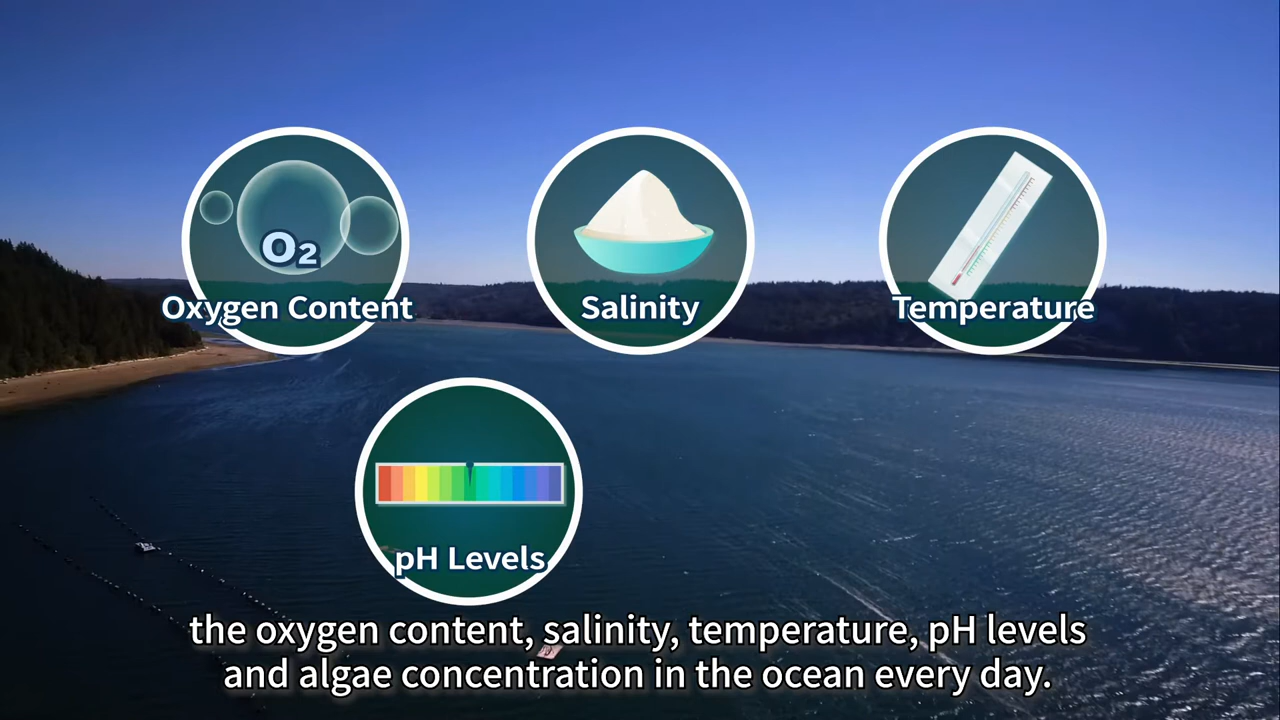 O₂
Oxygen Content
Salinity
Temperature
pH Levels
the oxygen content, salinity, temperature, pH levels
and algae concentration in the ocean every day.